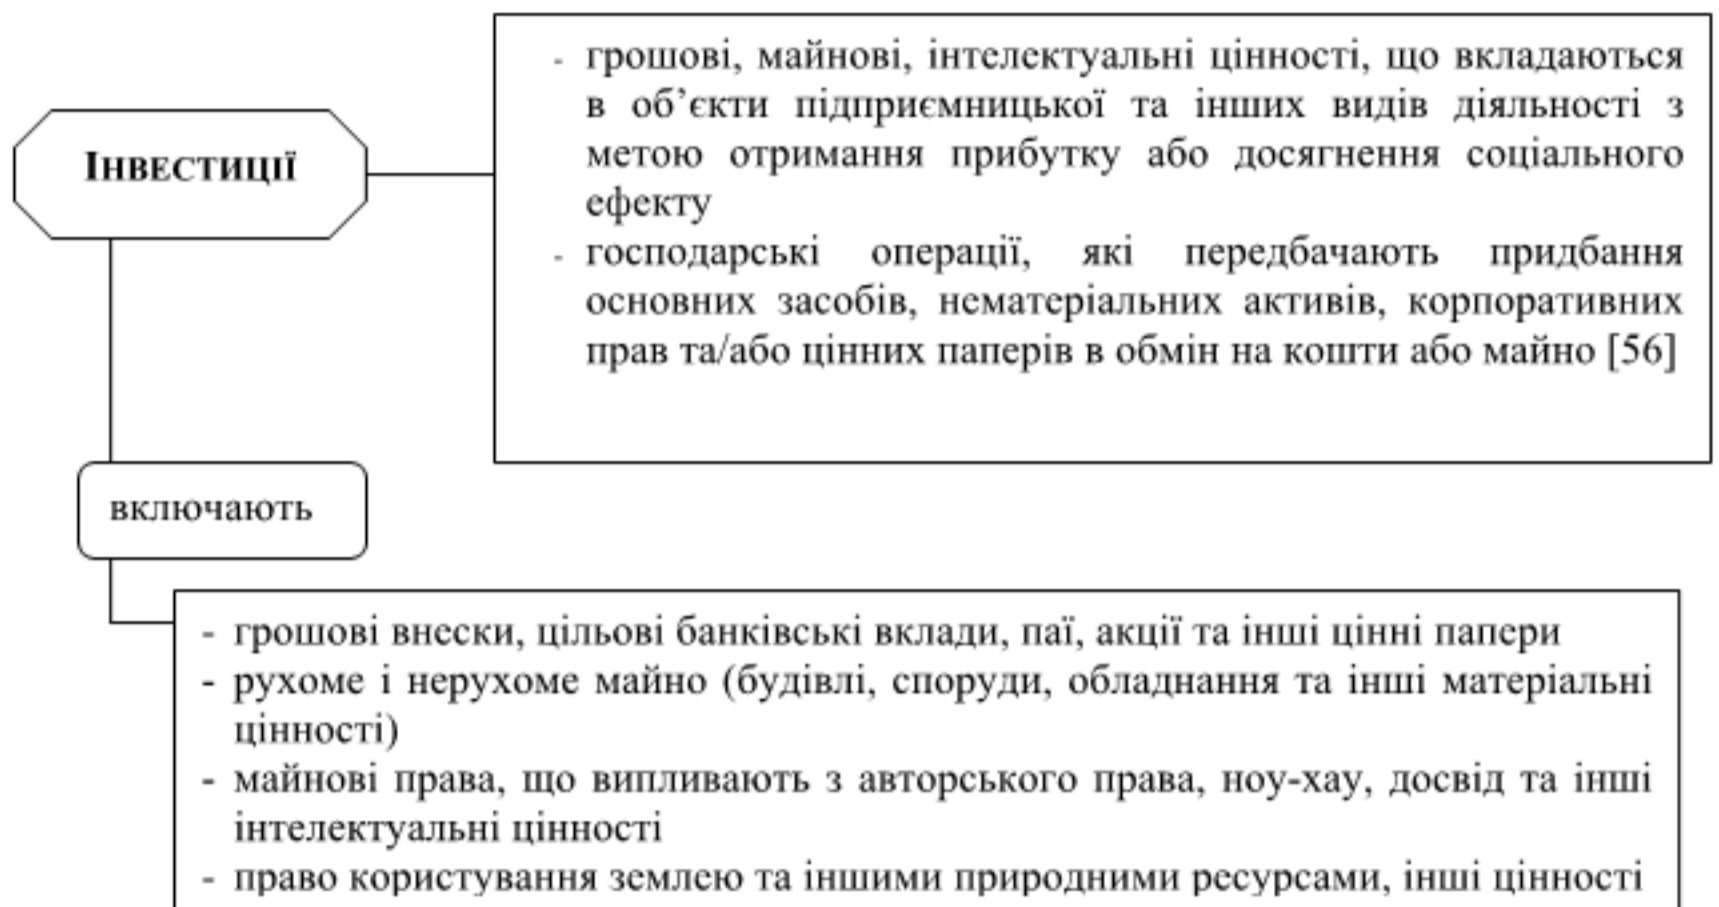 ІНВЕСТИЦІЇ
- грошові, майнові, інтелектуальні цінності, що вкладаються
в об’єкти підприємницької та інших видів діяльності з
метою отримання прибутку або досягнення соціального
ефекту
- господарські операції, які передбачають придбання
основних засобів, нематеріальних активів, корпоративних
прав та/або цінних паперів в обмін на кошти або майно [56]
включають
- грошові внески, цільові банківські вклади, паї, акції та інші цінні папери
- рухоме і нерухоме майно (будівлі, споруди, обладнання та інші матеріальні
цінності)
- майнові права, що випливають з авторського права, ноу-хау, досвід та інші
інтелектуальні цінності
- право користування землею та іншими природними ресурсами, інші цінності